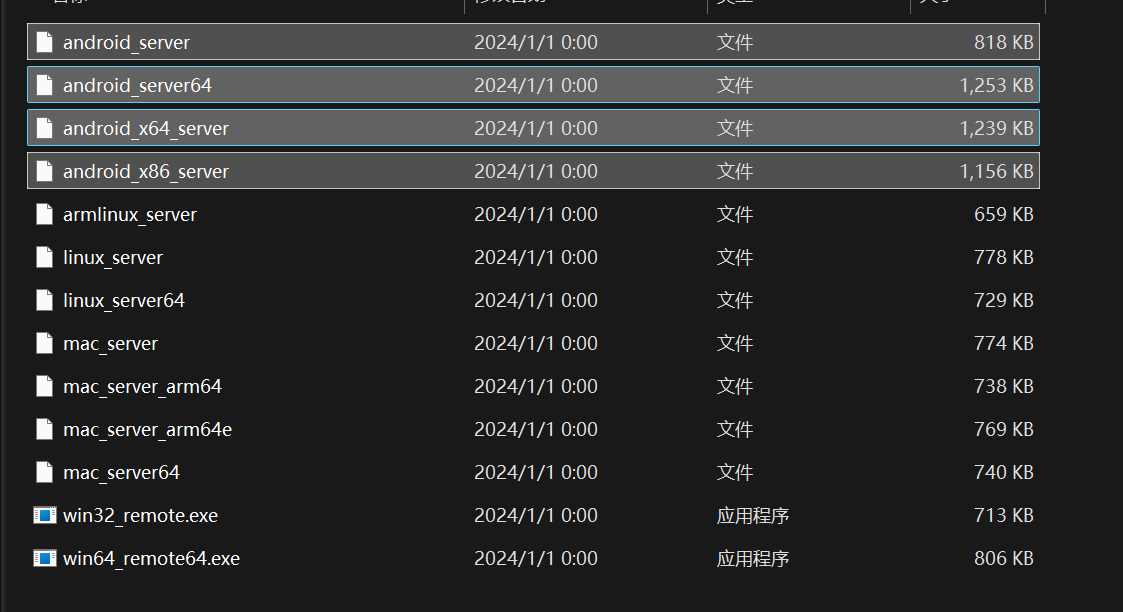 android_server 2024/1/1 0:00 文件 818 KB
android_server64 2024/1/1 0:00 文件 1,253 KB
android_x64_server 2024/1/1 0:00 文件 1,239 KB
android_x86_server 2024/1/1 0:00 文件 1,156 KB
armlinux_server 2024/1/1 0:00 文件 659 KB
linux_server 2024/1/1 0:00 文件 778 KB
linux_server64 2024/1/1 0:00 文件 729 KB
mac_server 2024/1/1 0:00 文件 774 KB
mac_server_arm64 2024/1/1 0:00 文件 738 KB
mac_server_arm64e 2024/1/1 0:00 文件 769 KB
mac_server64 2024/1/1 0:00 文件 740 KB
win32_remote.exe 2024/1/1 0:00 应用程序 713 KB
win64_remote64.exe 2024/1/1 0:00 应用程序 806 KB